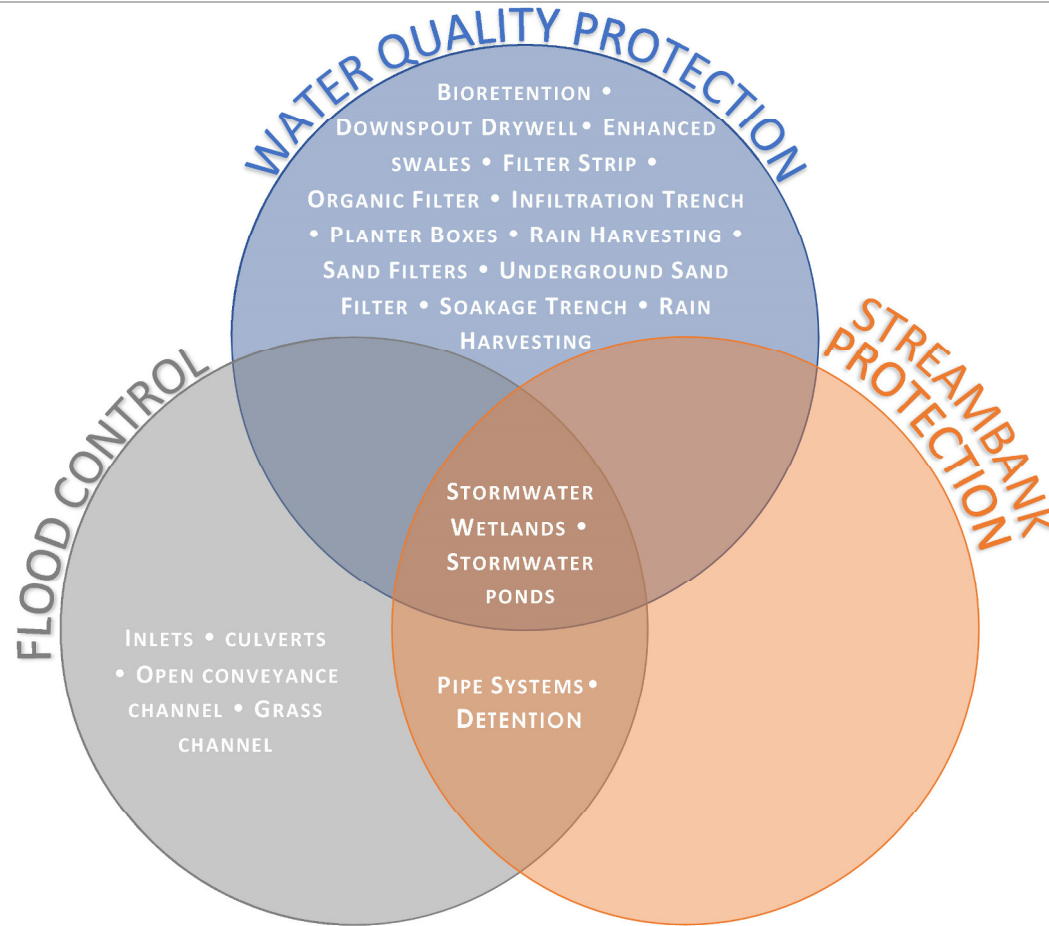 WATER QUALITY PROTECTION
BIORETENTION •
DOWNSPOUT DRYWELL• ENHANCED
SWALES • FILTER STRIP •
ORGANIC FILTER • INFILTRATION TRENCH
• PLANTER BOXES • RAIN HARVESTING •
SAND FILTERS • UNDERGROUND SAND
FILTER • SOAKAGE TRENCH • RAIN
HARVESTING
FLOOD CONTROL
STREAMBANK
PROTECTION
STORMWATER
WETLANDS •
STORMWATER
PONDS
INLETS • CULVERTS
• OPEN CONVEYANCE
CHANNEL • GRASS
CHANNEL
PIPE SYSTEMS•
DETENTION